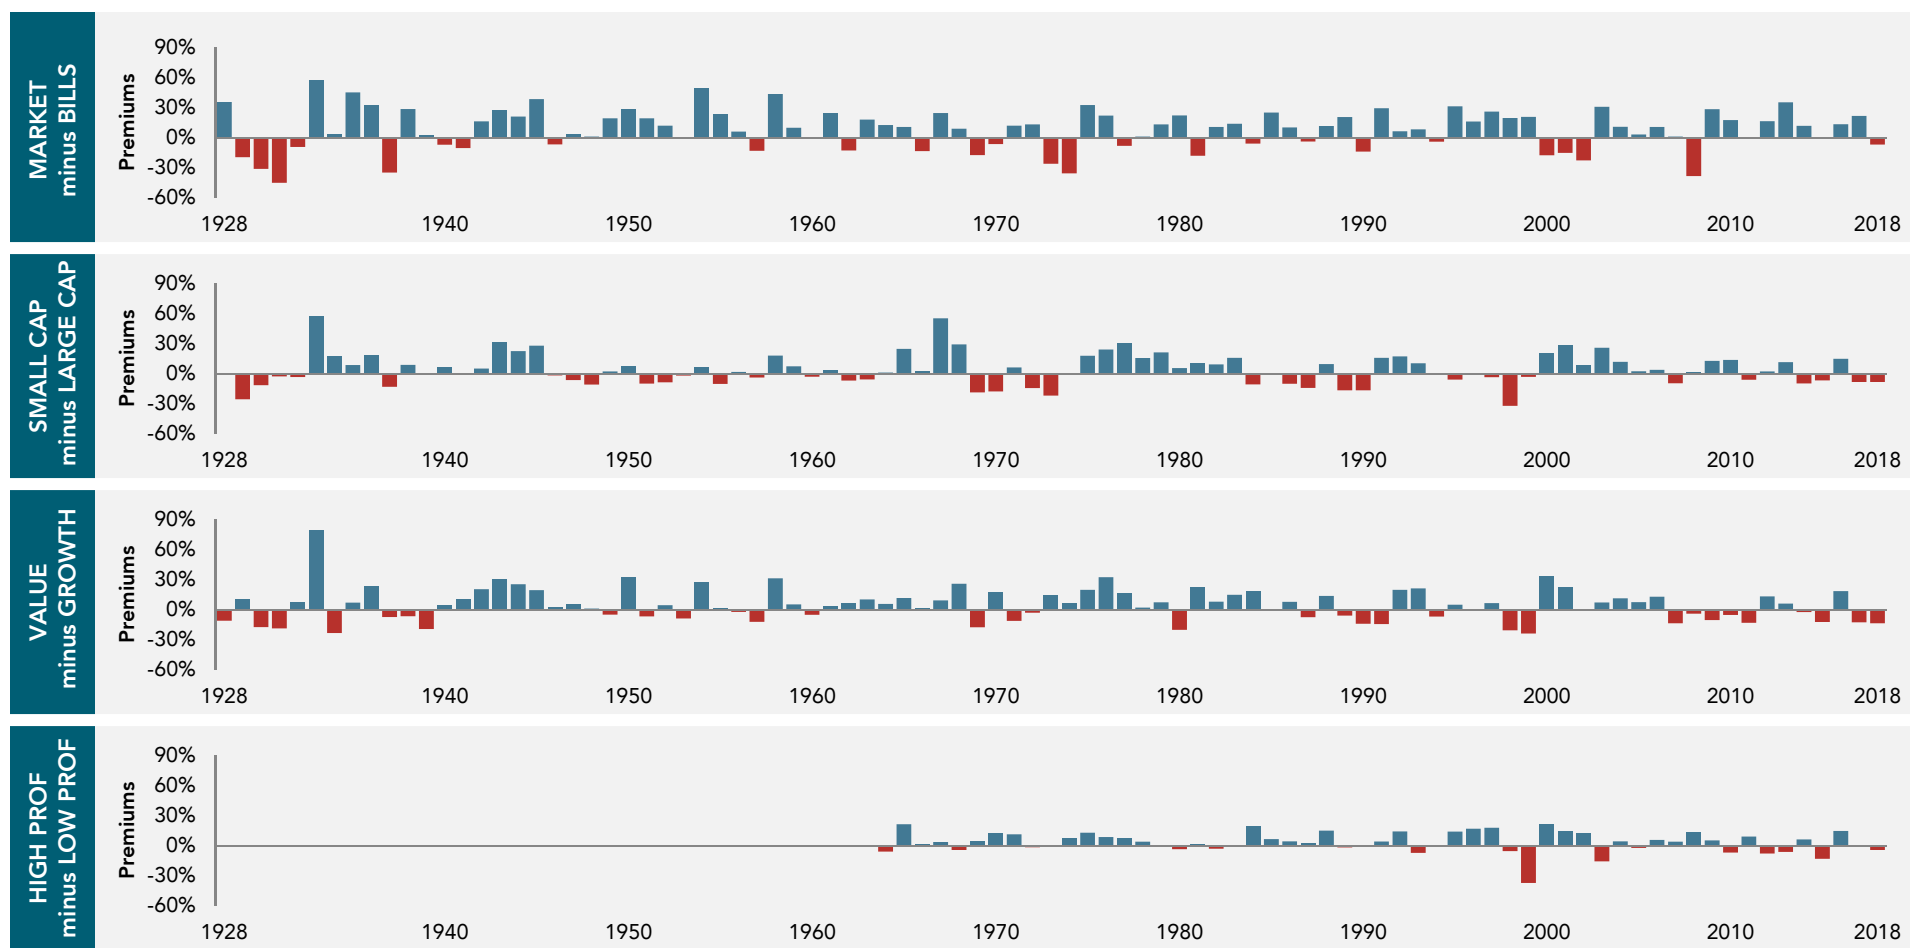 MARKET
minus BILLS
Premiums
90%
60%
30%
0%
-30%
-60%
1928 1940 1950 1960 1970 1980 1990 2000 2010 2018
SMALL CAP
minus LARGE CAP
Premiums
90%
60%
30%
0%
-30%
-60%
1928 1940 1950 1960 1970 1980 1990 2000 2010 2018
VALUE
minus GROWTH
Premiums
90%
60%
30%
0%
-30%
-60%
1928 1940 1950 1960 1970 1980 1990 2000 2010 2018
HIGH PROF
minus LOW PROF
Premiums
90%
60%
30%
0%
-30%
-60%
1928 1940 1950 1960 1970 1980 1990 2000 2010 2018